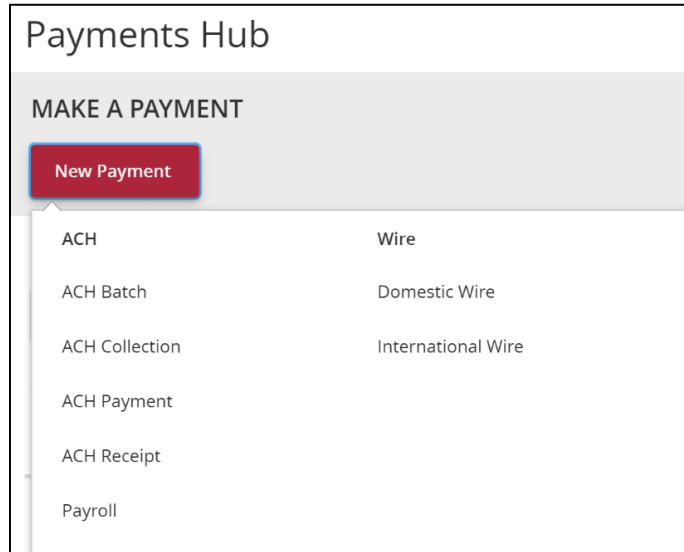 Payments Hub
MAKE A PAYMENT
New Payment
ACH
Wire
ACH Batch
Domestic Wire
ACH Collection
International Wire
ACH Payment
ACH Receipt
Payroll